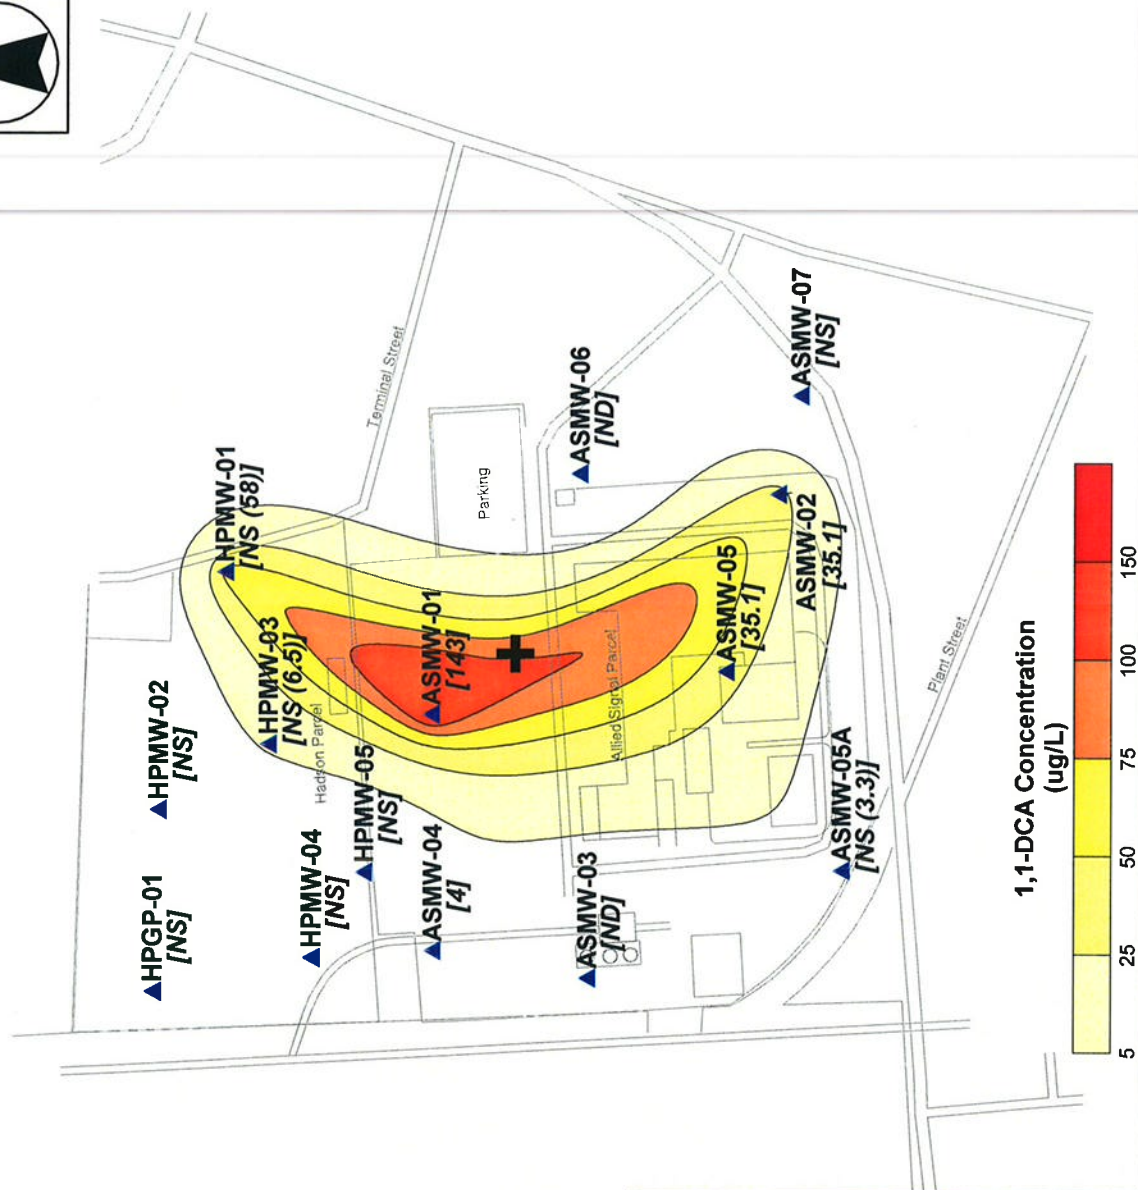 HPGP-01
[NS]
HPMW-02
[NS]
HPMW-04
[NS]
HPMW-03
[NS (6.5)]
HPMW-01
[NS (58)]
Hadson Parcel
HPMW-05
[NS]
Terminal Street
ASMW-04
[4]
ASMW-01
[143]
Parking
ASMW-03
[ND]
Allied Signal Parcel
ASMW-06
[ND]
ASMW-05
[35.1]
ASMW-02
[35.1]
ASMW-07
[NS]
ASMW-05A
[NS (3.3)]
Plant Street
1,1-DCA Concentration
(ug/L)
5 25 50 75 100 150